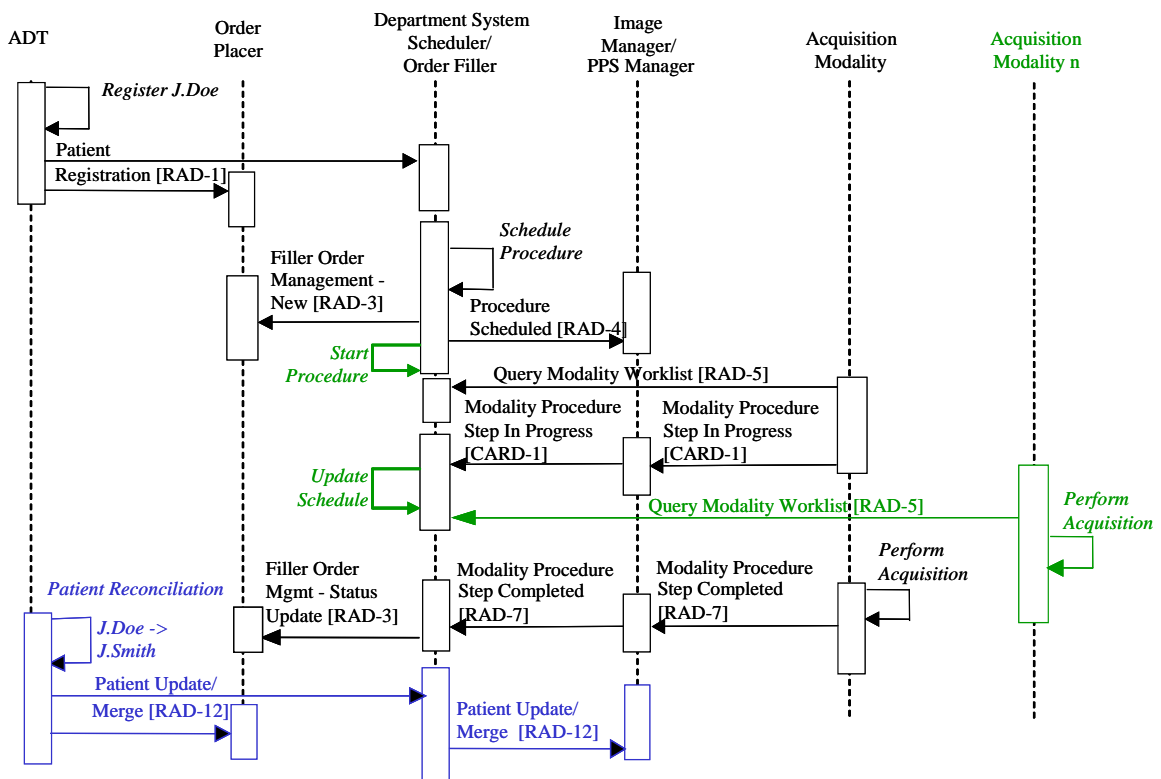 ADT
Order
Placer
Department System
Scheduler/
Order Filler
Image
Manager/
PPS Manager
Acquisition
Modality
Acquisition
Modality n
Register J.Doe
Patient
Registration [RAD-1]
Schedule
Procedure
Filler Order
Management -
New [RAD-3]
Procedure
Scheduled [RAD-4]
Start
Procedure
Query Modality Worklist [RAD-5]
Modality Procedure
Step In Progress
[CARD-1]
Modality Procedure
Step In Progress
[CARD-1]
Update
Schedule
Query Modality Worklist [RAD-5]
Perform
Acquisition
Perform
Acquisition
Patient Reconciliation
Filler Order
Mgmt - Status
Update [RAD-3]
Modality Procedure
Step Completed
[RAD-7]
Modality Procedure
Step Completed
[RAD-7]
J.Doe ->
J.Smith
Patient Update/
Merge [RAD-12]
Patient Update/
Merge [RAD-12]